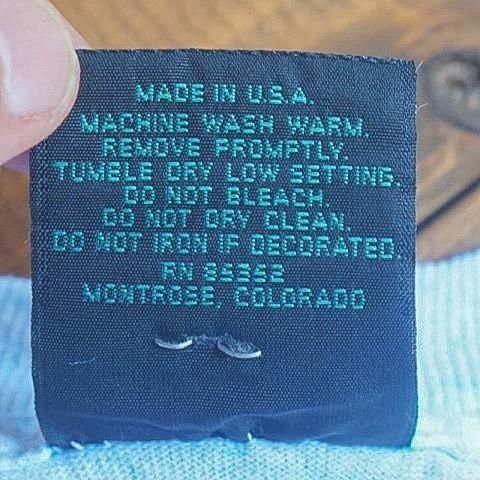 MADE IN U.S.A.
MACHINE WASH WARM.
REMOVE PROMPTLY.
TUMBLE DRY LOW SETTING.
DO NOT BLEACH.
DO NOT DRY CLEAN.
DO NOT IRON IF DECORATED.
RN
MONTROSE, COLORADO